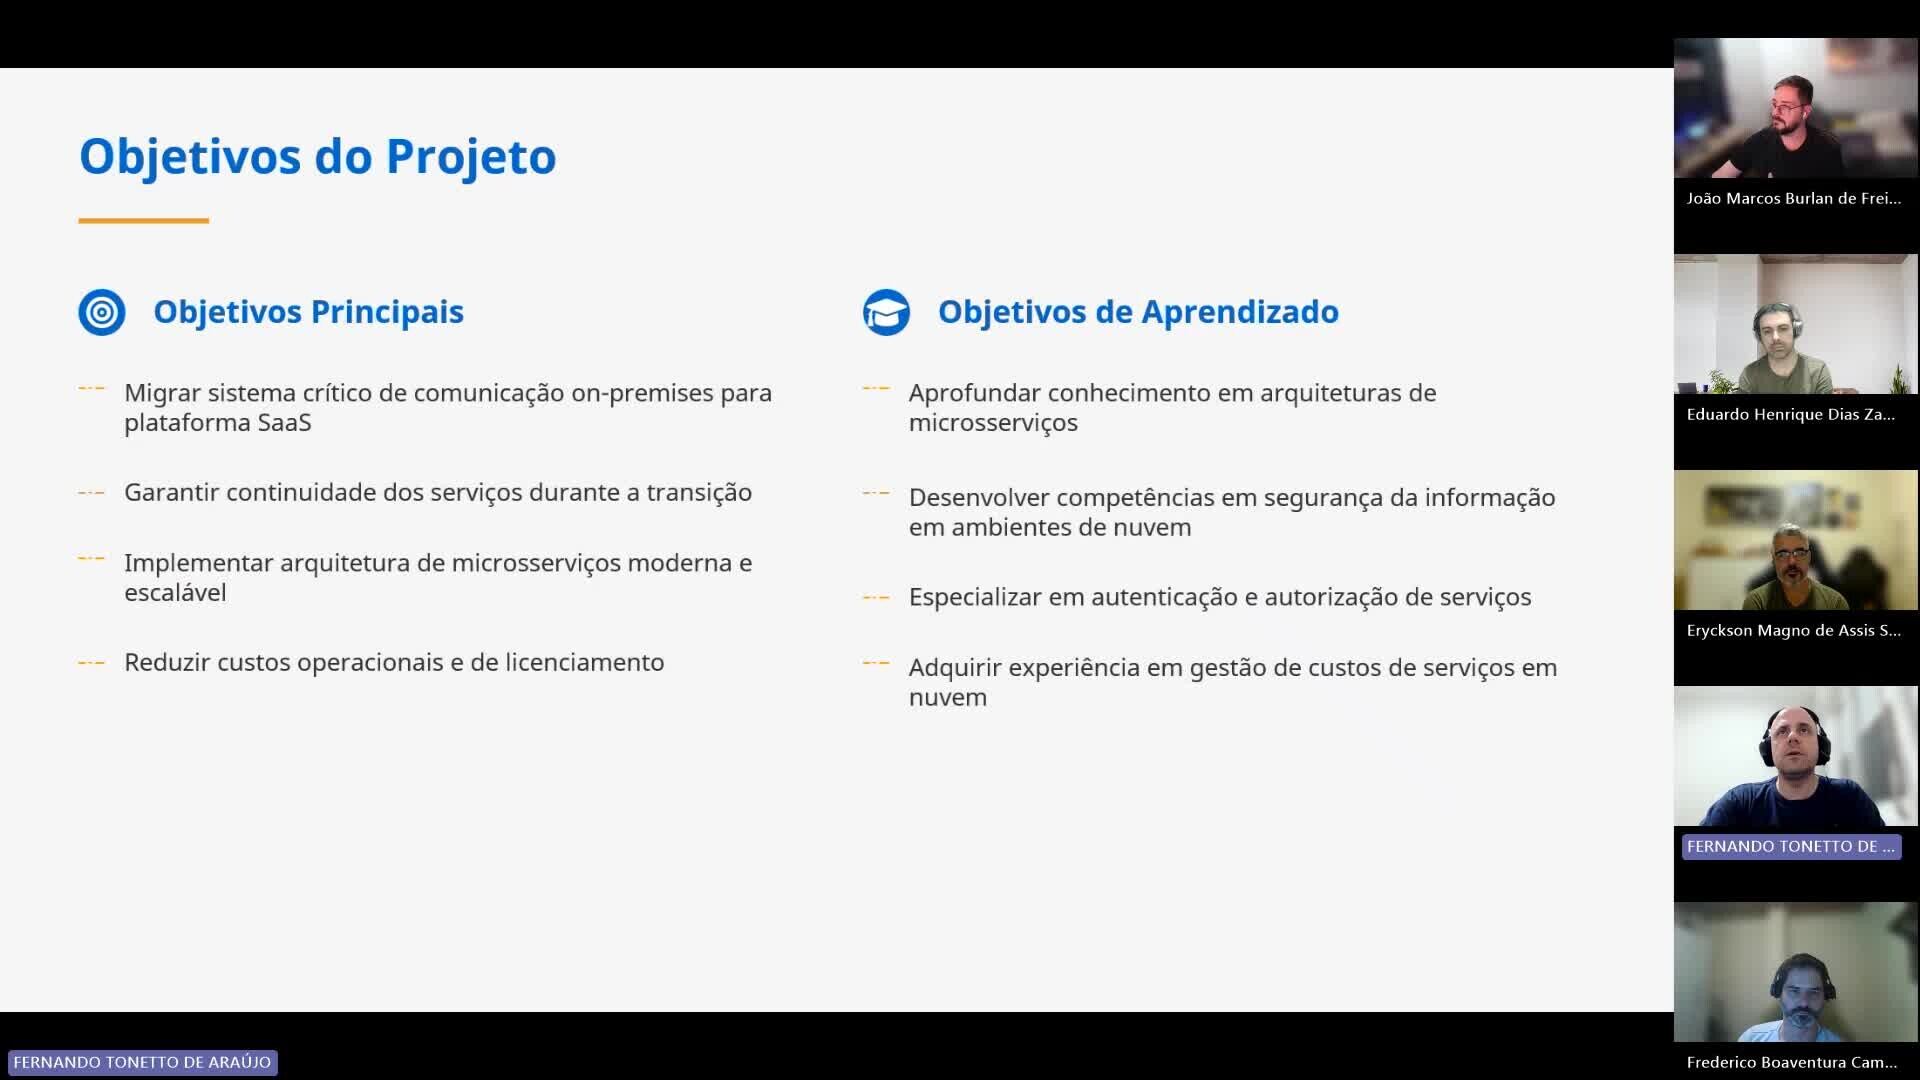 Objetivos do Projeto
Objetivos Principais
Migrar sistema crítico de comunicação on-premises para
plataforma SaaS
Garantir continuidade dos serviços durante a transição
Implementar arquitetura de microsserviços moderna e
escalável
Reduzir custos operacionais e de licenciamento
Objetivos de Aprendizado
Aprofundar conhecimento em arquiteturas de
microsserviços
Desenvolver competências em segurança da informação
em ambientes de nuvem
Especializar em autenticação e autorização de serviços
Adquirir experiência em gestão de custos de serviços em
nuvem
João Marcos Burlan de Frei...
Eduardo Henrique Dias Za...
Eryckson Magno de Assis S...
FERNANDO TONETTO DE ...
Frederico Boaventura Cam...
FERNANDO TONETTO DE ARAÚJO